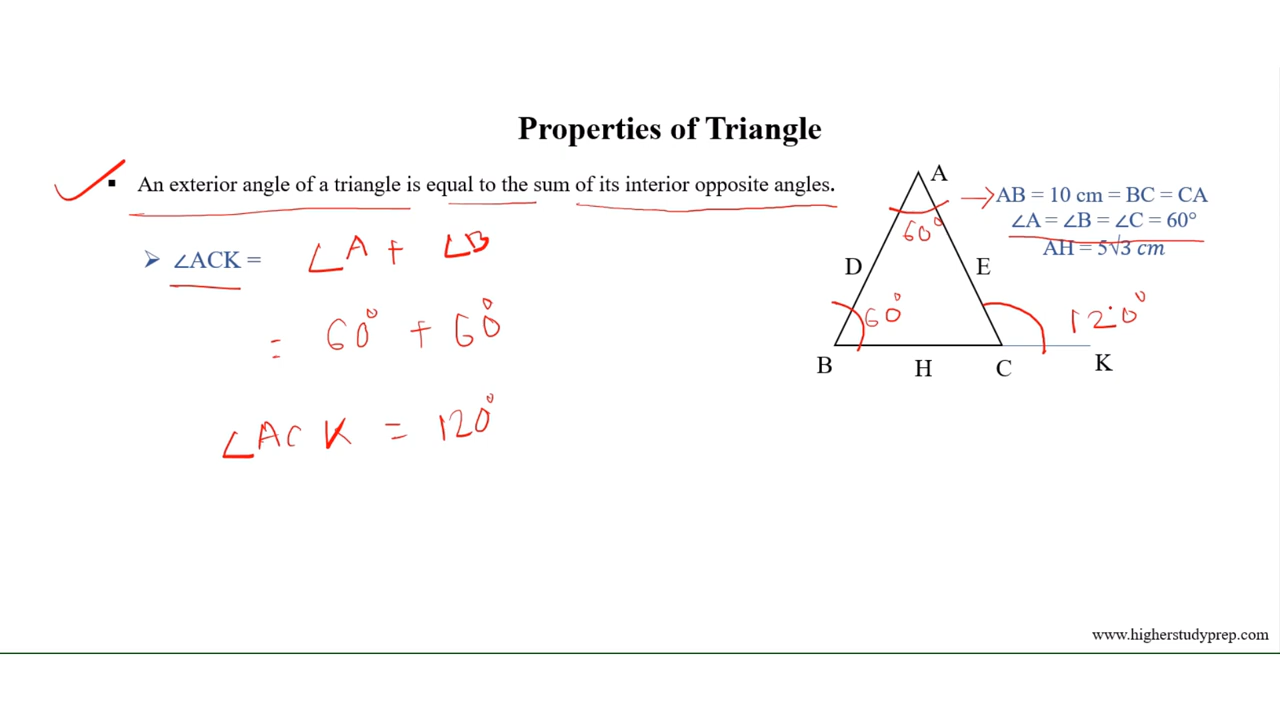 Properties of Triangle
▪ An exterior angle of a triangle is equal to the sum of its interior opposite angles.
➢ ∠ACK = ∠A + ∠B
= 60° + 60°
∠ACK = 120°
A
→ AB = 10 cm = BC = CA
∠A = ∠B = ∠C = 60°
AH = 5√3 cm
60°
D
E
60°
120°
B
H
C
K
www.higherstudyprep.com